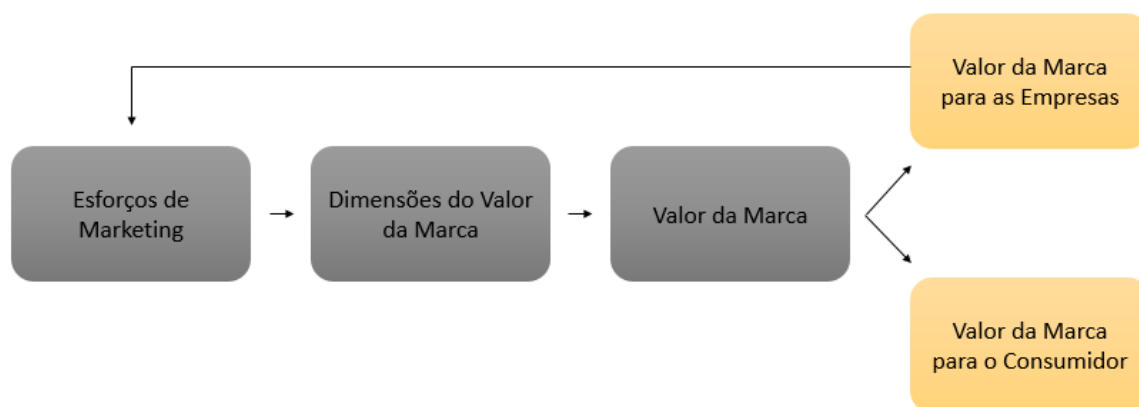 Valor da Marca
para as Empresas
Esforços de
Marketing
Dimensões do Valor
da Marca
Valor da Marca
Valor da Marca
para o Consumidor